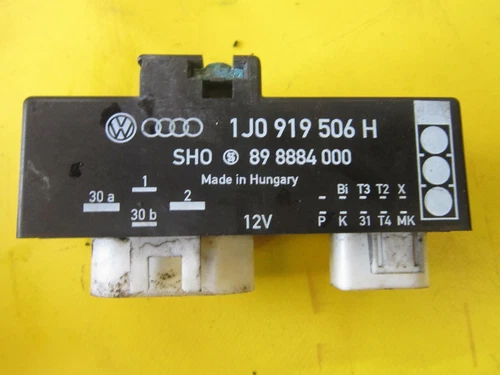 1J0 919 506 H
SHO 89 8884 000
Made in Hungary
1
30 a
2
30 b
12V
Bi T3 T2 X
P K 31 T4 MK